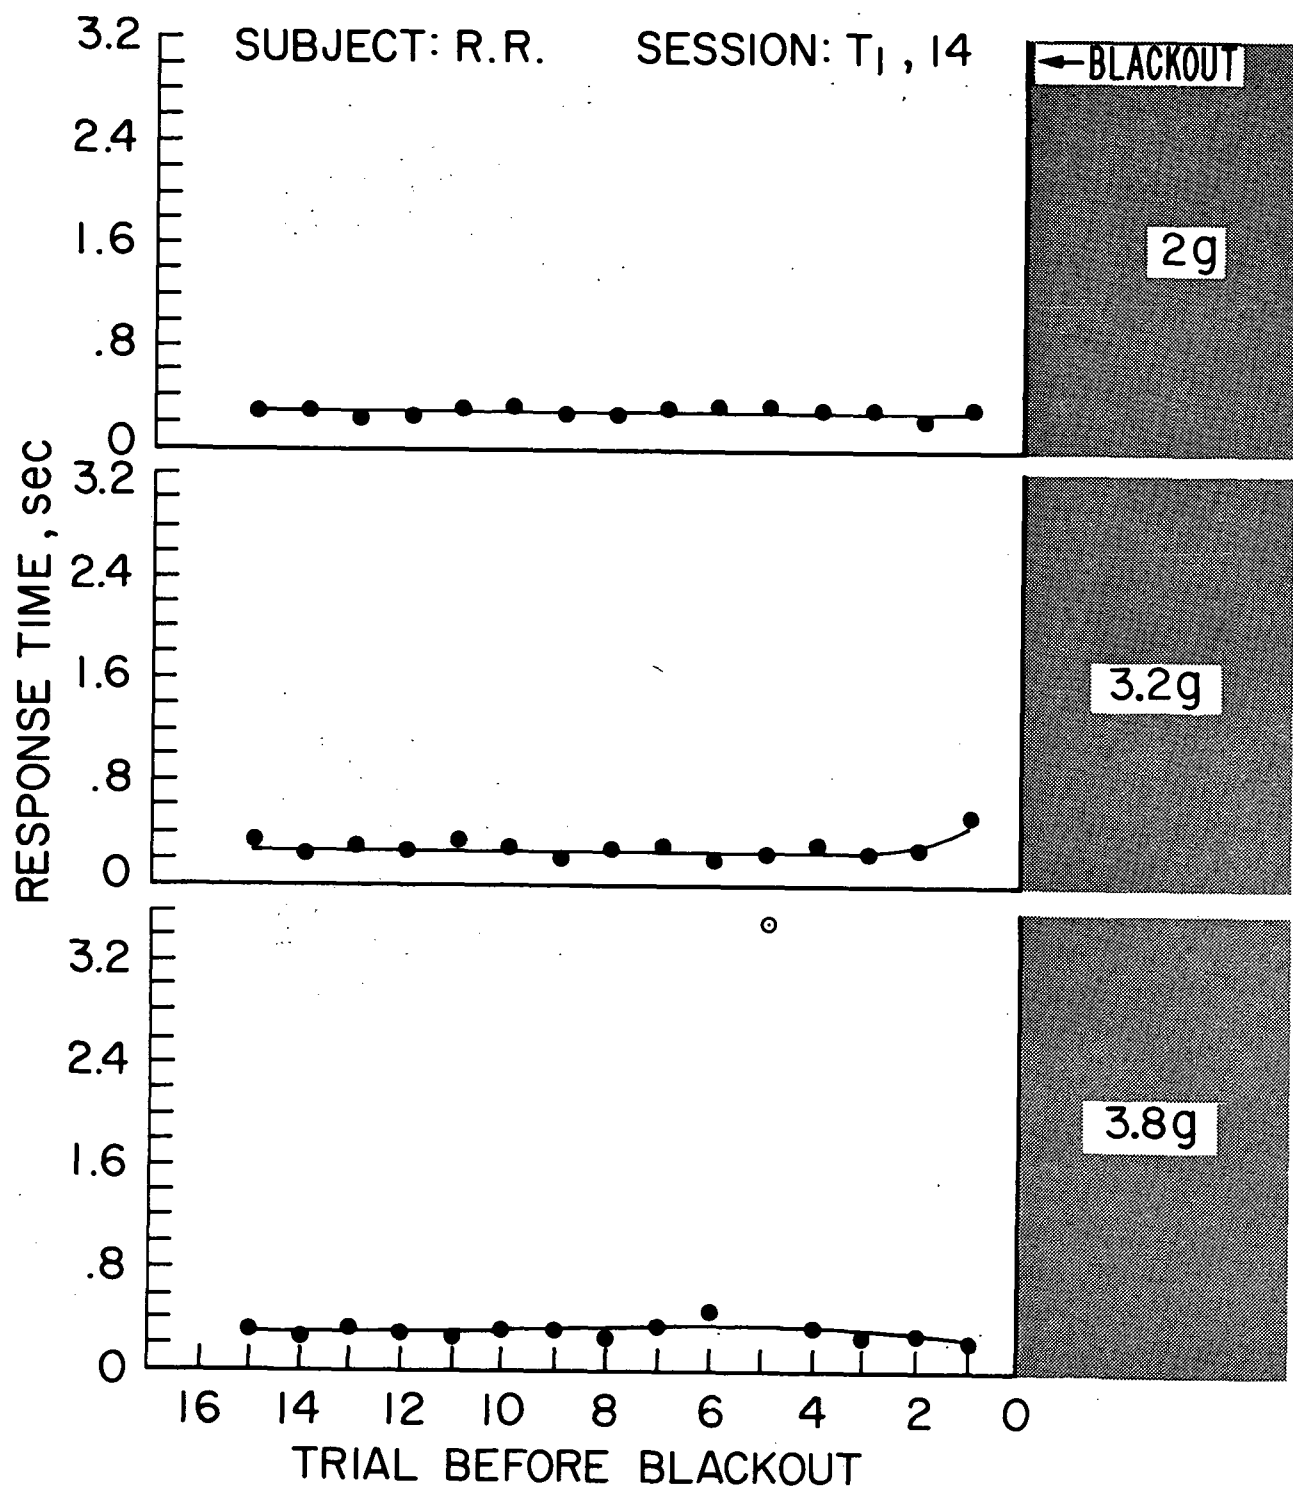 SUBJECT: R.R. SESSION: T1, 14
←BLACKOUT
3.2
2.4
1.6
.8
0
2g
3.2
2.4
1.6
.8
0
3.2g
3.2
2.4
1.6
.8
0
3.8g
RESPONSE TIME, sec
16 14 12 10 8 6 4 2 0
TRIAL BEFORE BLACKOUT